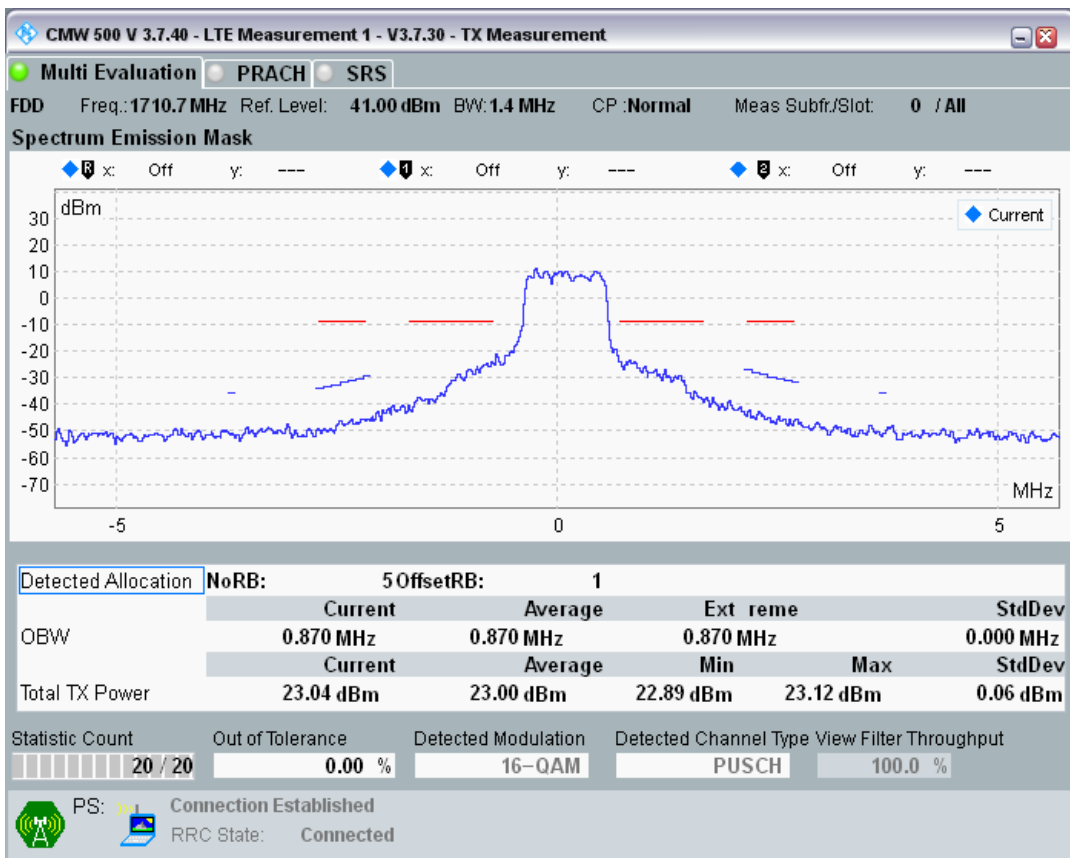 CMW 500 V 3.7.40 - LTE Measurement 1 - V3.7.30 - TX Measurement
Multi Evaluation PRACH SRS
FDD Freq.: 1710.7 MHz Ref. Level: 41.00 dBm BW: 1.4 MHz CP :Normal Meas Subfr./Slot: 0 / All
Spectrum Emission Mask
R x: Off y: --- 1 x: Off y: --- 2 x: Off y: ---
dBm
Current
30
20
10
0
-10
-20
-30
-40
-50
-60
-70
MHz
-5 0 5
Detected Allocation NoRB: 5 OffsetRB: 1
Current Average Ext reme StdDev
OBW 0.870 MHz 0.870 MHz 0.870 MHz 0.000 MHz
Current Average Min Max StdDev
Total TX Power 23.04 dBm 23.00 dBm 22.89 dBm 23.12 dBm 0.06 dBm
Statistic Count Out of Tolerance Detected Modulation Detected Channel Type View Filter Throughput
20 / 20 0.00 % 16-QAM PUSCH 100.0 %
PS: Connection Established
RRC State: Connected